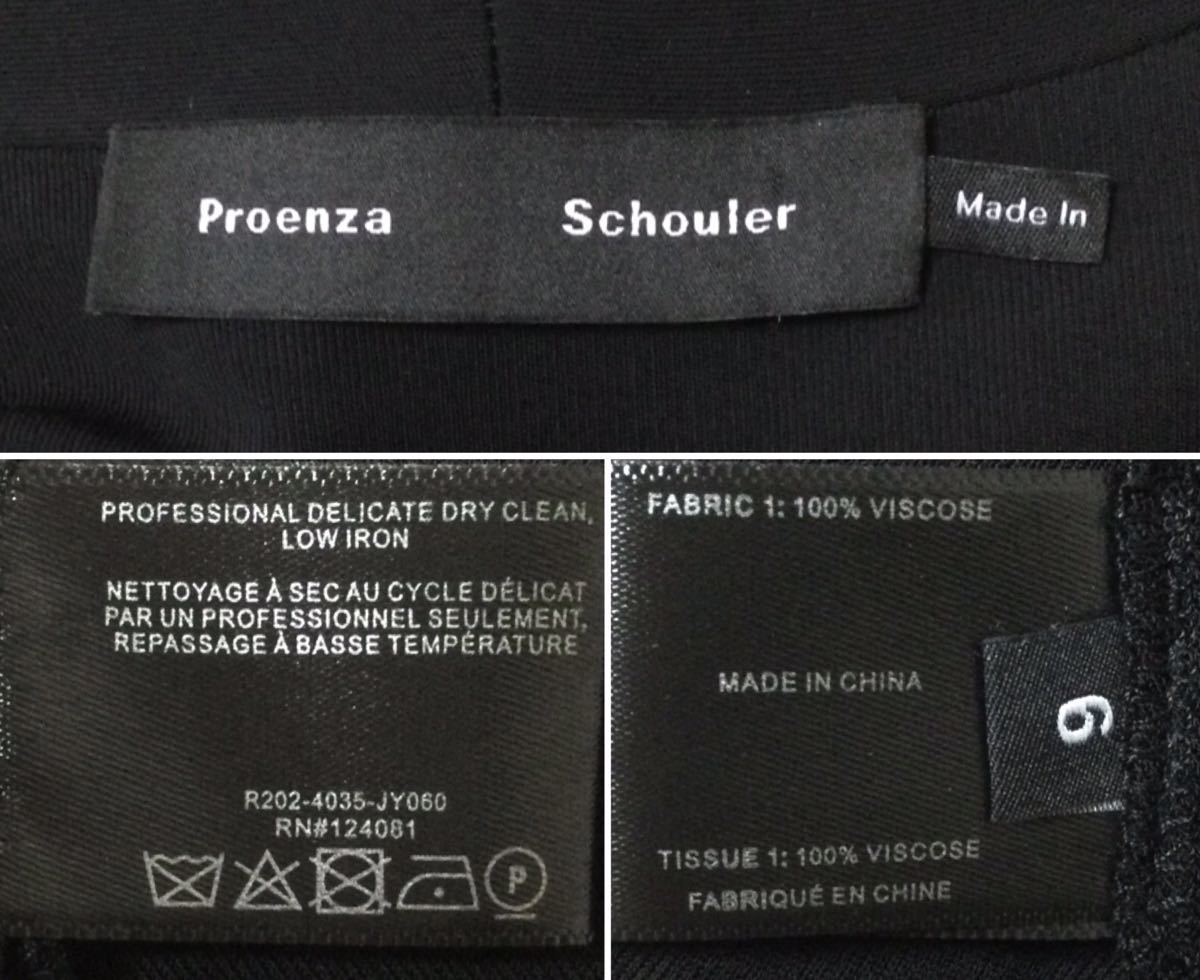 Proenza Schouler
Made In
PROFESSIONAL DELICATE DRY CLEAN,
LOW IRON
NETTOYAGE À SEC AU CYCLE DÉLICAT
PAR UN PROFESSIONNEL SEULEMENT,
REPASSAGE À BASSE TEMPÉRATURE
R202-4035-JY060
RN#124081
P
FABRIC 1: 100% VISCOSE
MADE IN CHINA
6
TISSUE 1: 100% VISCOSE
FABRIQUÉ EN CHINE